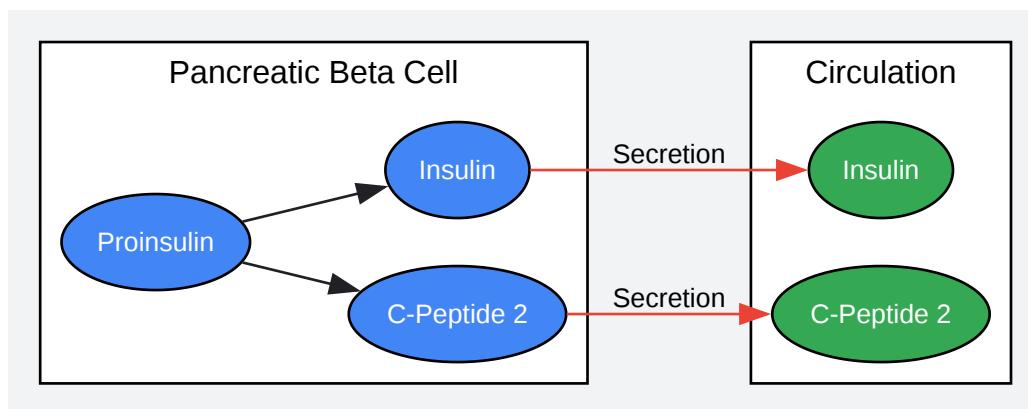 Pancreatic Beta Cell
Circulation
Insulin
Secretion
Insulin
Proinsulin
C-Peptide 2
Secretion
C-Peptide 2